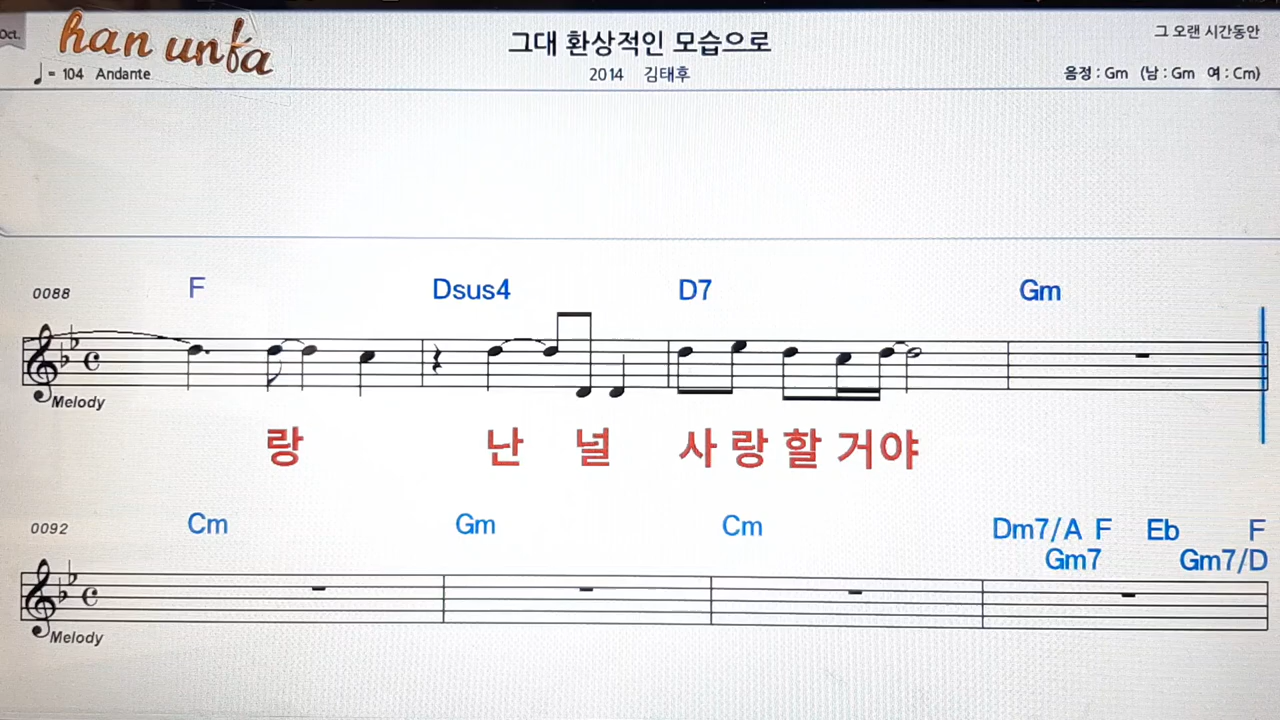 Oct.
han unfa
그대 환상적인 모습으로
그 오랜 시간동안
= 104 Andante
2014 김태후
음정 : Gm (남 : Gm 여 : Cm)
0088
F Dsus4 D7 Gm
Melody
랑 난 널 사 랑 할 거야
0092
Cm Gm Cm Dm7/A F Eb F
Gm7 Gm7/D
Melody